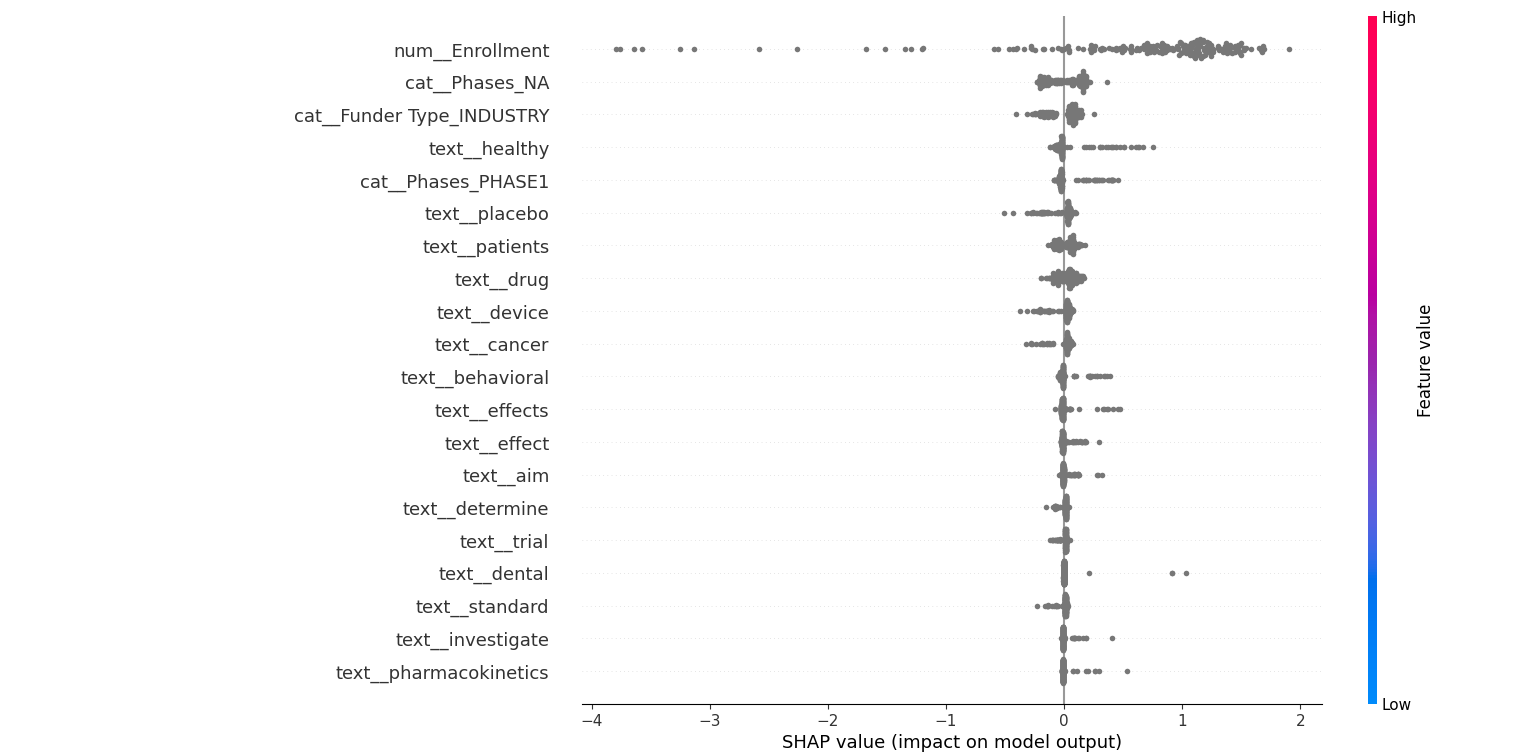 High
num__Enrollment
cat__Phases_NA
cat__Funder Type_INDUSTRY
text__healthy
cat__Phases_PHASE1
text__placebo
text__patients
text__drug
text__device
text__cancer
text__behavioral
text__effects
text__effect
text__aim
text__determine
text__trial
text__dental
text__standard
text__investigate
text__pharmacokinetics
Feature value
Low
−4 −3 −2 −1 0 1 2
SHAP value (impact on model output)